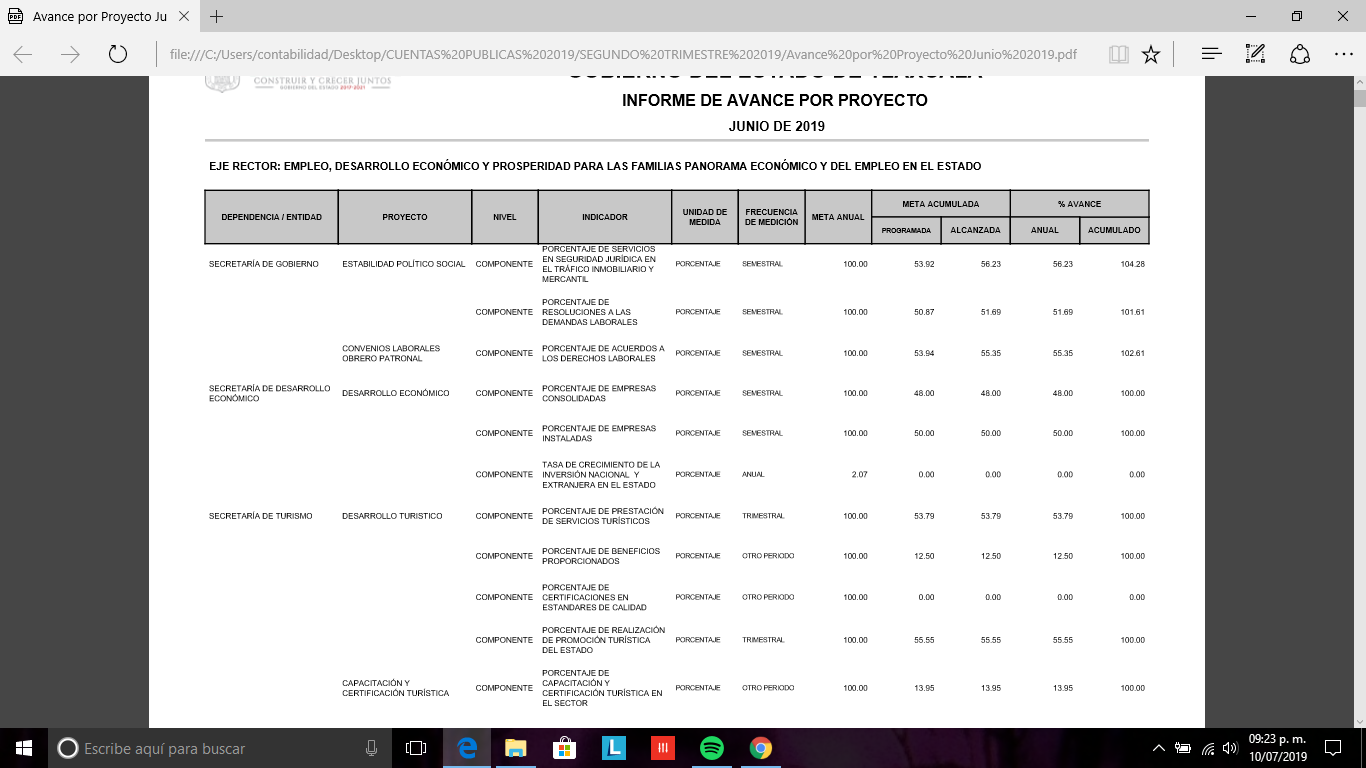 Avance por Proyecto Ju
file:///C:/Users/contabilidad/Desktop/CUENTAS%20PUBLICAS%202019/SEGUNDO%20TRIMESTRE%202019/Avance%20por%20Proyecto%20Junio%202019.pdf
CONSTRUIR Y CRECER JUNTOS
GOBIERNO DEL ESTADO 2017-2021
GOBIERNO DEL ESTADO DE TLAXCALA
INFORME DE AVANCE POR PROYECTO
JUNIO DE 2019
EJE RECTOR: EMPLEO, DESARROLLO ECONÓMICO Y PROSPERIDAD PARA LAS FAMILIAS PANORAMA ECONÓMICO Y DEL EMPLEO EN EL ESTADO
DEPENDENCIA / ENTIDAD PROYECTO NIVEL INDICADOR UNIDAD DE MEDIDA FRECUENCIA DE MEDICIÓN META ANUAL META ACUMULADA % AVANCE
PROGRAMADA ALCANZADA ANUAL ACUMULADO
SECRETARÍA DE GOBIERNO ESTABILIDAD POLÍTICO SOCIAL COMPONENTE PORCENTAJE DE SERVICIOS EN SEGURIDAD JURÍDICA EN EL TRÁFICO INMOBILIARIO Y MERCANTIL PORCENTAJE SEMESTRAL 100.00 53.92 56.23 56.23 104.28
COMPONENTE PORCENTAJE DE RESOLUCIONES A LAS DEMANDAS LABORALES PORCENTAJE SEMESTRAL 100.00 50.87 51.69 51.69 101.61
CONVENIOS LABORALES OBRERO PATRONAL COMPONENTE PORCENTAJE DE ACUERDOS A LOS DERECHOS LABORALES PORCENTAJE SEMESTRAL 100.00 53.94 55.35 55.35 102.61
SECRETARÍA DE DESARROLLO ECONÓMICO DESARROLLO ECONÓMICO COMPONENTE PORCENTAJE DE EMPRESAS CONSOLIDADAS PORCENTAJE SEMESTRAL 100.00 48.00 48.00 48.00 100.00
COMPONENTE PORCENTAJE DE EMPRESAS INSTALADAS PORCENTAJE SEMESTRAL 100.00 50.00 50.00 50.00 100.00
COMPONENTE TASA DE CRECIMIENTO DE LA INVERSIÓN NACIONAL Y EXTRANJERA EN EL ESTADO PORCENTAJE ANUAL 2.07 0.00 0.00 0.00 0.00
SECRETARÍA DE TURISMO DESARROLLO TURISTICO COMPONENTE PORCENTAJE DE PRESTACIÓN DE SERVICIOS TURÍSTICOS PORCENTAJE TRIMESTRAL 100.00 53.79 53.79 53.79 100.00
COMPONENTE PORCENTAJE DE BENEFICIOS PROPORCIONADOS PORCENTAJE OTRO PERIODO 100.00 12.50 12.50 12.50 100.00
COMPONENTE PORCENTAJE DE CERTIFICACIONES EN ESTANDARES DE CALIDAD PORCENTAJE OTRO PERIODO 100.00 0.00 0.00 0.00 0.00
COMPONENTE PORCENTAJE DE REALIZACIÓN DE PROMOCIÓN TURÍSTICA DEL ESTADO PORCENTAJE TRIMESTRAL 100.00 55.55 55.55 55.55 100.00
CAPACITACIÓN Y CERTIFICACIÓN TURÍSTICA COMPONENTE PORCENTAJE DE CAPACITACIÓN Y CERTIFICACIÓN TURÍSTICA EN EL SECTOR PORCENTAJE OTRO PERIODO 100.00 13.95 13.95 13.95 100.00
Escribe aquí para buscar
09:23 p. m.
10/07/2019